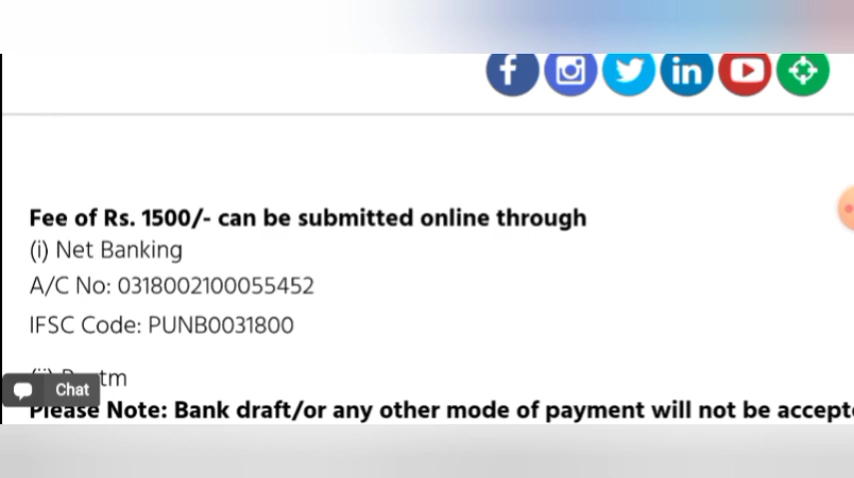 f in
Fee of Rs. 1500/- can be submitted online through
(i) Net Banking
A/C No: 0318002100055452
IFSC Code: PUNB0031800
Chat
Please Note: Bank draft/or any other mode of payment will not be